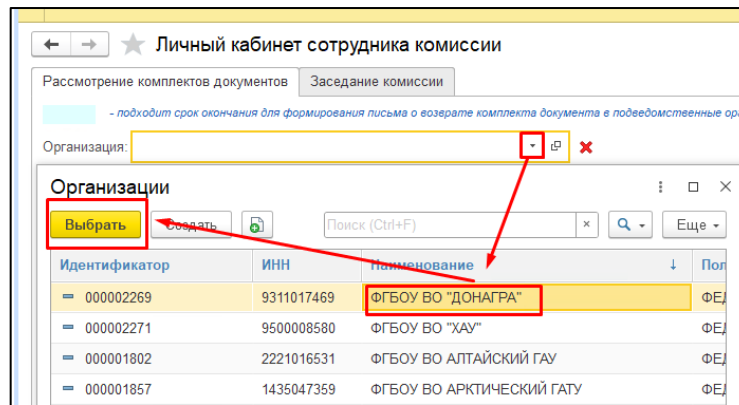 Личный кабинет сотрудника комиссии
Рассмотрение комплектов документов Заседание комиссии
- подходит срок окончания для формирования письма о возврате комплекта документа в подведомственные ор
Организация:
Организации
Выбрать Создать Поиск (Ctrl+F) Еще
Идентификатор ИНН Наименование Пол
000002269 9311017469 ФГБОУ ВО "ДОНАГРА" ФЕД
000002271 9500008580 ФГБОУ ВО "ХАУ" ФЕД
000001802 2221016531 ФГБОУ ВО АЛТАЙСКИЙ ГАУ ФЕД
000001857 1435047359 ФГБОУ ВО АРКТИЧЕСКИЙ ГАТУ ФЕД